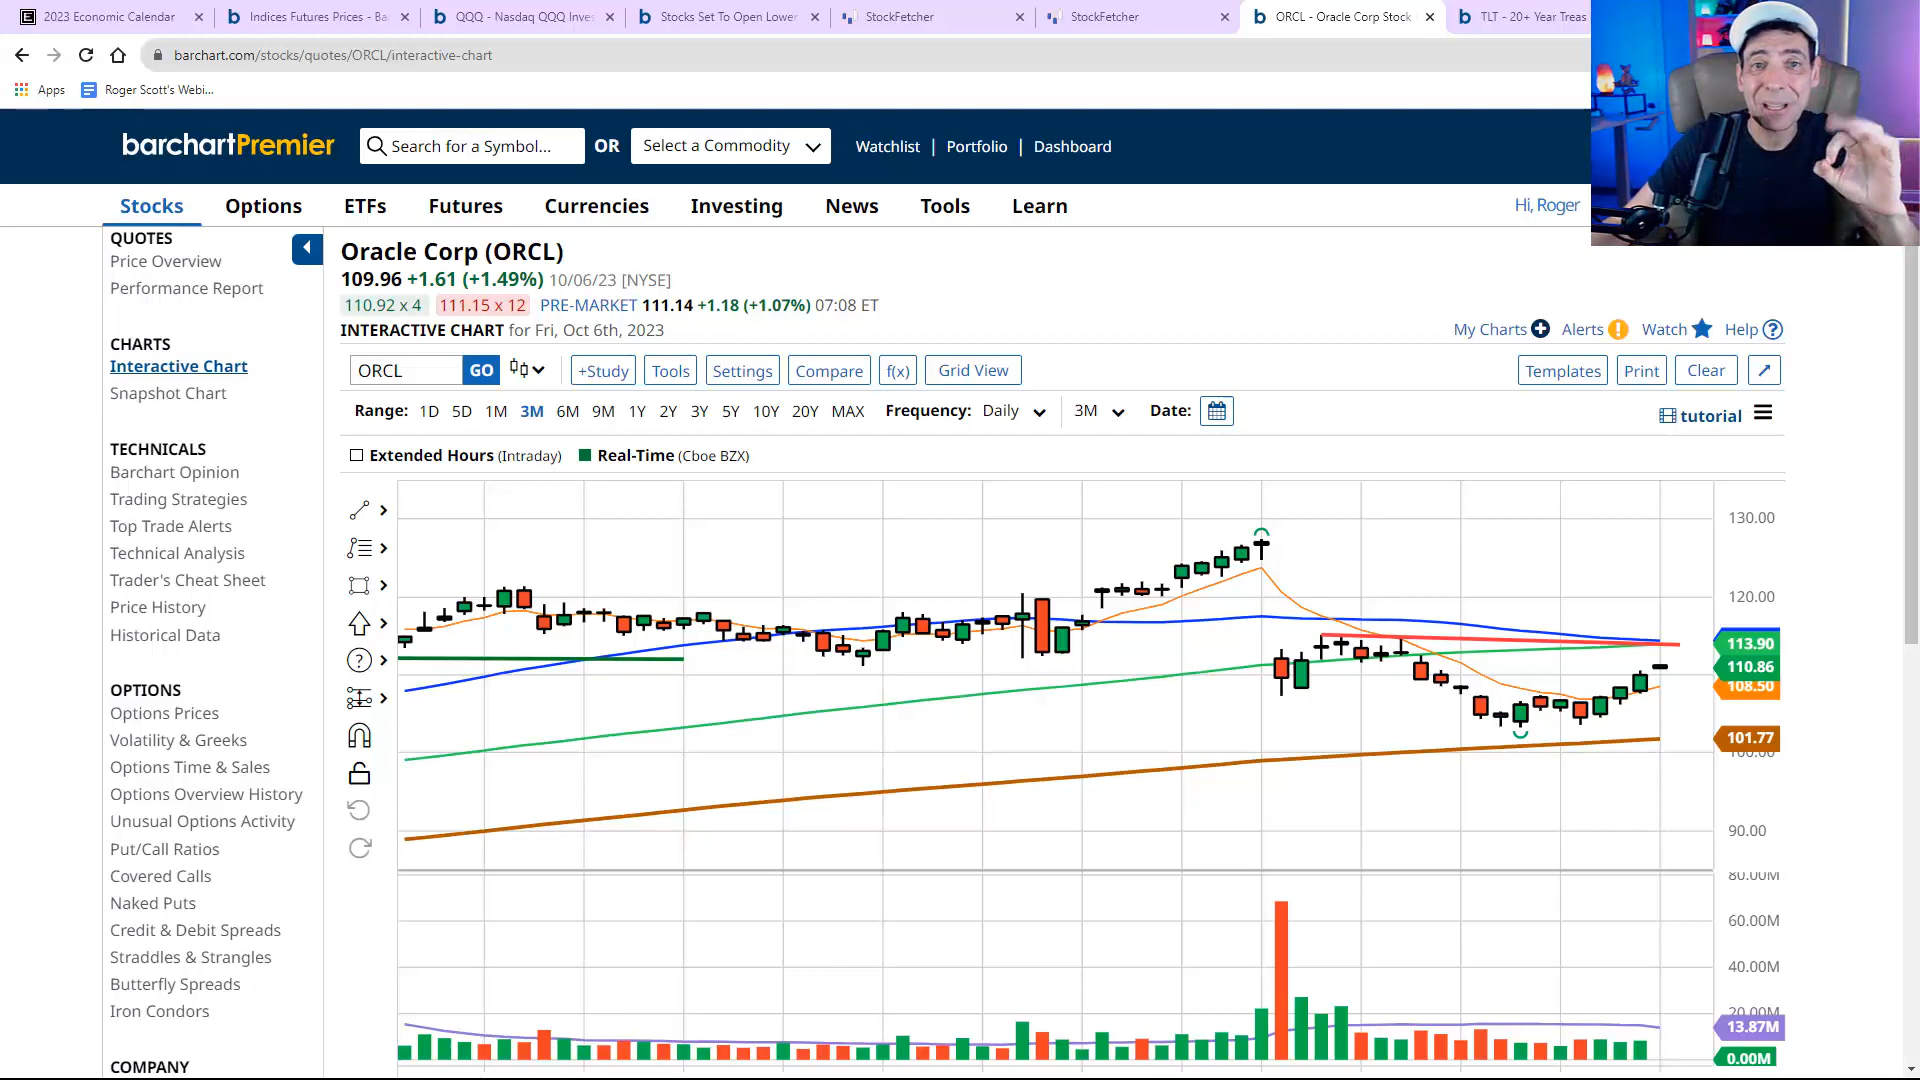 2023 Economic Calendar
Indices Futures Prices - Ba
QQQ - Nasdaq QQQ Inves
Stocks Set To Open Lower
StockFetcher
StockFetcher
ORCL - Oracle Corp Stock
TLT - 20+ Year Treas
barchart.com/stocks/quotes/ORCL/interactive-chart
Apps
Roger Scott's Webi...
barchartPremier
Search for a Symbol...
OR
Select a Commodity
Watchlist | Portfolio | Dashboard
Stocks Options ETFs Futures Currencies Investing News Tools Learn
Hi, Roger
QUOTES
Price Overview
Performance Report
CHARTS
Interactive Chart
Snapshot Chart
TECHNICALS
Barchart Opinion
Trading Strategies
Top Trade Alerts
Technical Analysis
Trader's Cheat Sheet
Price History
Historical Data
OPTIONS
Options Prices
Volatility & Greeks
Options Time & Sales
Options Overview History
Unusual Options Activity
Put/Call Ratios
Covered Calls
Naked Puts
Credit & Debit Spreads
Straddles & Strangles
Butterfly Spreads
Iron Condors
COMPANY
Oracle Corp (ORCL)
109.96 +1.61 (+1.49%) 10/06/23 [NYSE]
110.92 x 4 111.15 x 12 PRE-MARKET 111.14 +1.18 (+1.07%) 07:08 ET
INTERACTIVE CHART for Fri, Oct 6th, 2023
My Charts Alerts Watch Help
ORCL GO +Study Tools Settings Compare f(x) Grid View
Templates Print Clear
Range: 1D 5D 1M 3M 6M 9M 1Y 2Y 3Y 5Y 10Y 20Y MAX Frequency: Daily 3M Date:
tutorial
Extended Hours (Intraday) Real-Time (Cboe BZX)
130.00
120.00
113.90
110.86
108.50
101.77
100.00
90.00
80.00M
60.00M
40.00M
20.00M
13.87M
0.00M